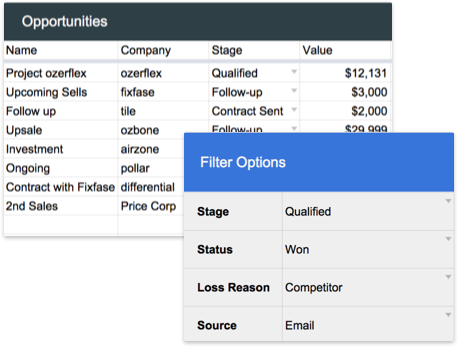 Opportunities
Name Company Stage Value
Project ozerflex ozerflex Qualified $12,131
Upcoming Sells fixfase Follow-up $3,000
Follow up tile Contract Sent $2,000
Upsale ozbone Follow-up $29,999
Investment airzone
Ongoing pollar
Contract with Fixfase differential
2nd Sales Price Corp
Filter Options
Stage Qualified
Status Won
Loss Reason Competitor
Source Email